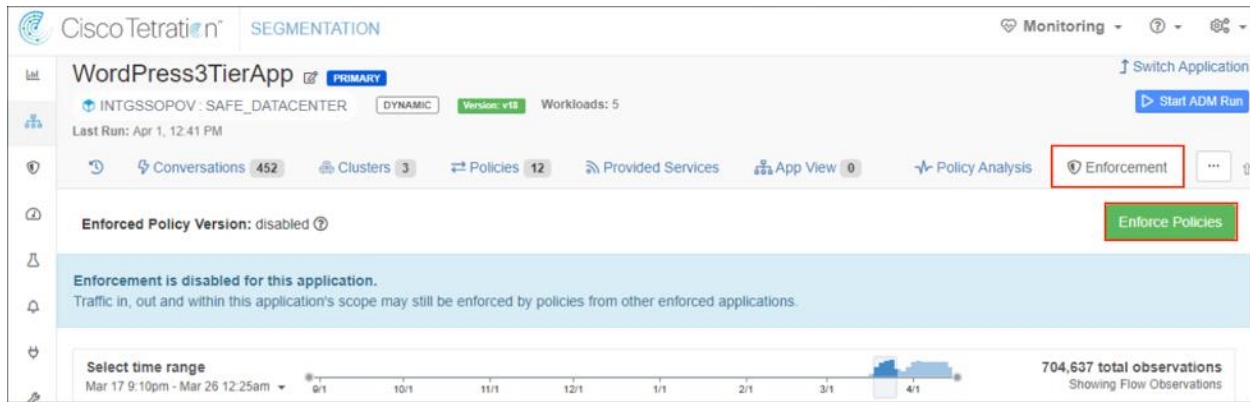 Cisco Tetration™ SEGMENTATION Monitoring
WordPress3TierApp PRIMARY Switch Application
INTGSSOPOV : SAFE_DATACENTER DYNAMIC Version: v18 Workloads: 5 Start ADM Run
Last Run: Apr 1, 12:41 PM
Conversations 452 Clusters 3 Policies 12 Provided Services App View 0 Policy Analysis Enforcement ...
Enforced Policy Version: disabled Enforce Policies
Enforcement is disabled for this application.
Traffic in, out and within this application's scope may still be enforced by policies from other enforced applications.
Select time range 704,637 total observations
Mar 17 9:10pm - Mar 26 12:25am 9/1 10/1 11/1 12/1 1/1 2/1 3/1 4/1 Showing Flow Observations